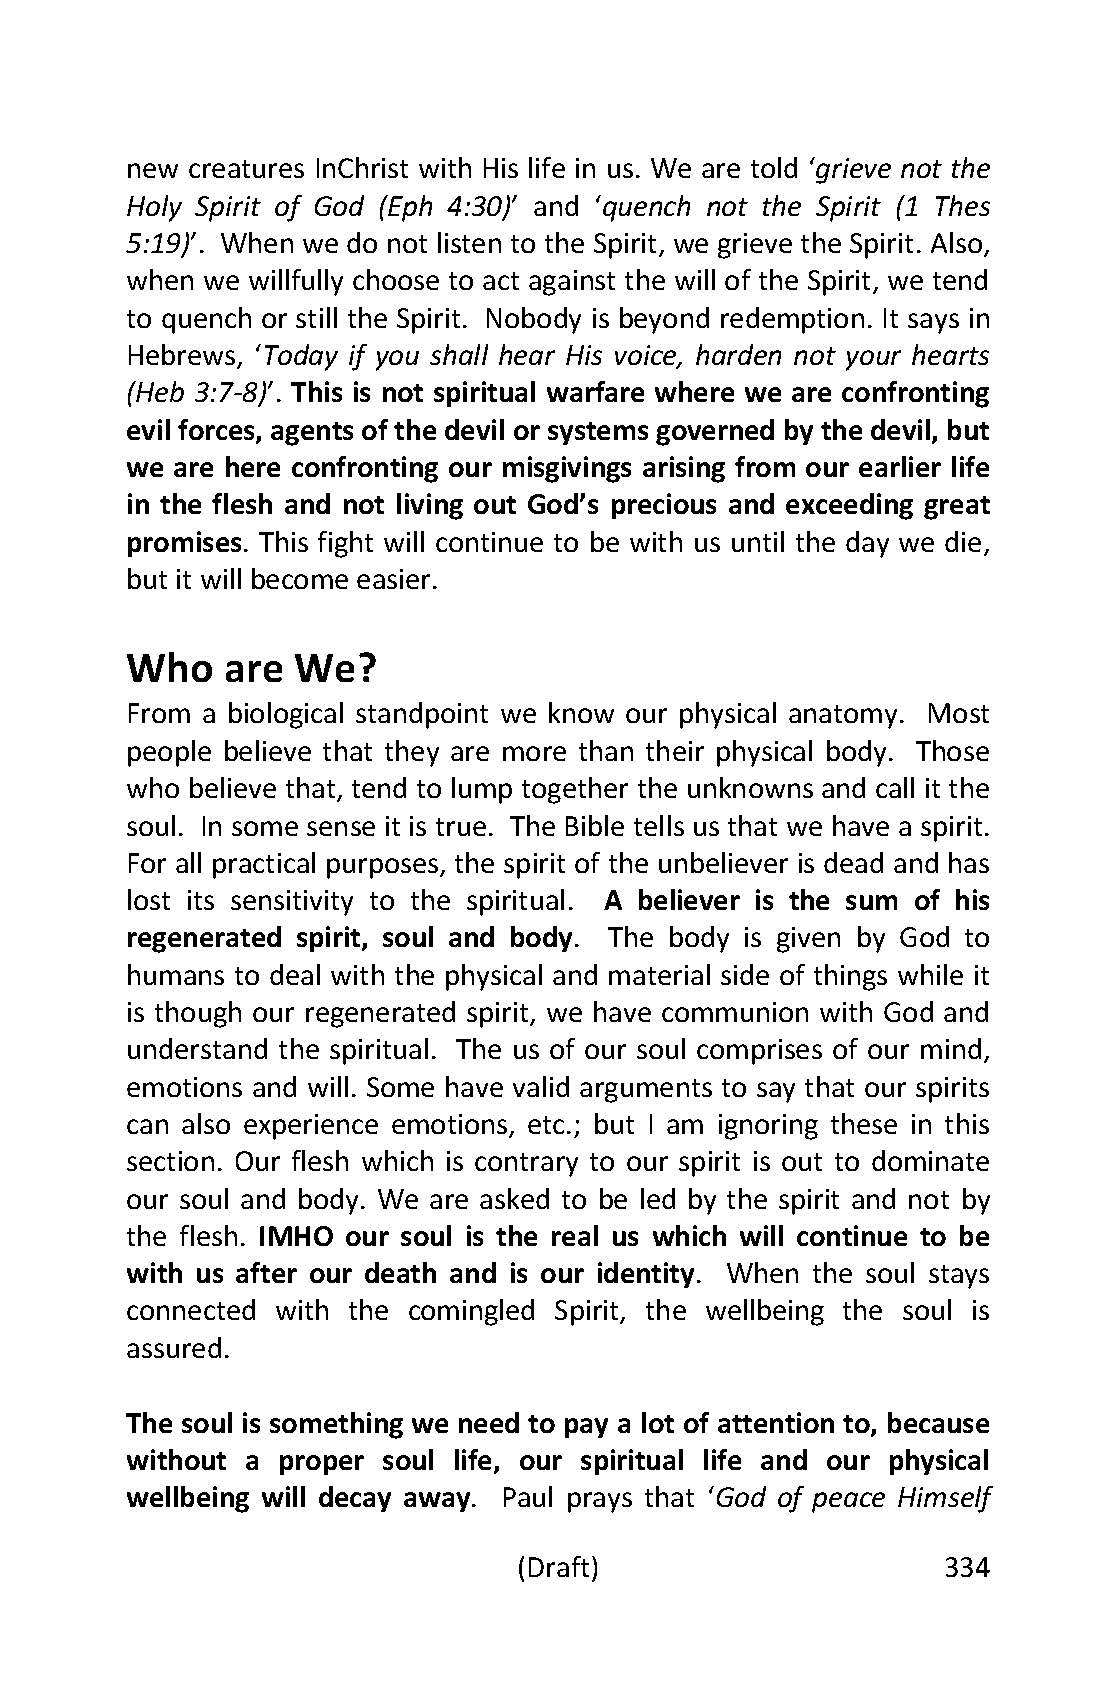 new creatures InChrist with His life in us. We are told ‘grieve not the
Holy Spirit of God (Eph 4:30)’ and ‘quench not the Spirit (1 Thes
5:19)’. When we do not listen to the Spirit, we grieve the Spirit. Also,
when we willfully choose to act against the will of the Spirit, we tend
to quench or still the Spirit. Nobody is beyond redemption. It says in
Hebrews, ‘Today if you shall hear His voice, harden not your hearts
(Heb 3:7-8)’. This is not spiritual warfare where we are confronting
evil forces, agents of the devil or systems governed by the devil, but
we are here confronting our misgivings arising from our earlier life
in the flesh and not living out God’s precious and exceeding great
promises. This fight will continue to be with us until the day we die,
but it will become easier.
Who are We?
From a biological standpoint we know our physical anatomy. Most
people believe that they are more than their physical body. Those
who believe that, tend to lump together the unknowns and call it the
soul. In some sense it is true. The Bible tells us that we have a spirit.
For all practical purposes, the spirit of the unbeliever is dead and has
lost its sensitivity to the spiritual. A believer is the sum of his
regenerated spirit, soul and body. The body is given by God to
humans to deal with the physical and material side of things while it
is though our regenerated spirit, we have communion with God and
understand the spiritual. The us of our soul comprises of our mind,
emotions and will. Some have valid arguments to say that our spirits
can also experience emotions, etc.; but I am ignoring these in this
section. Our flesh which is contrary to our spirit is out to dominate
our soul and body. We are asked to be led by the spirit and not by
the flesh. IMHO our soul is the real us which will continue to be
with us after our death and is our identity. When the soul stays
connected with the comingled Spirit, the wellbeing the soul is
assured.
The soul is something we need to pay a lot of attention to, because
without a proper soul life, our spiritual life and our physical
wellbeing will decay away. Paul prays that ‘God of peace Himself
(Draft) 334